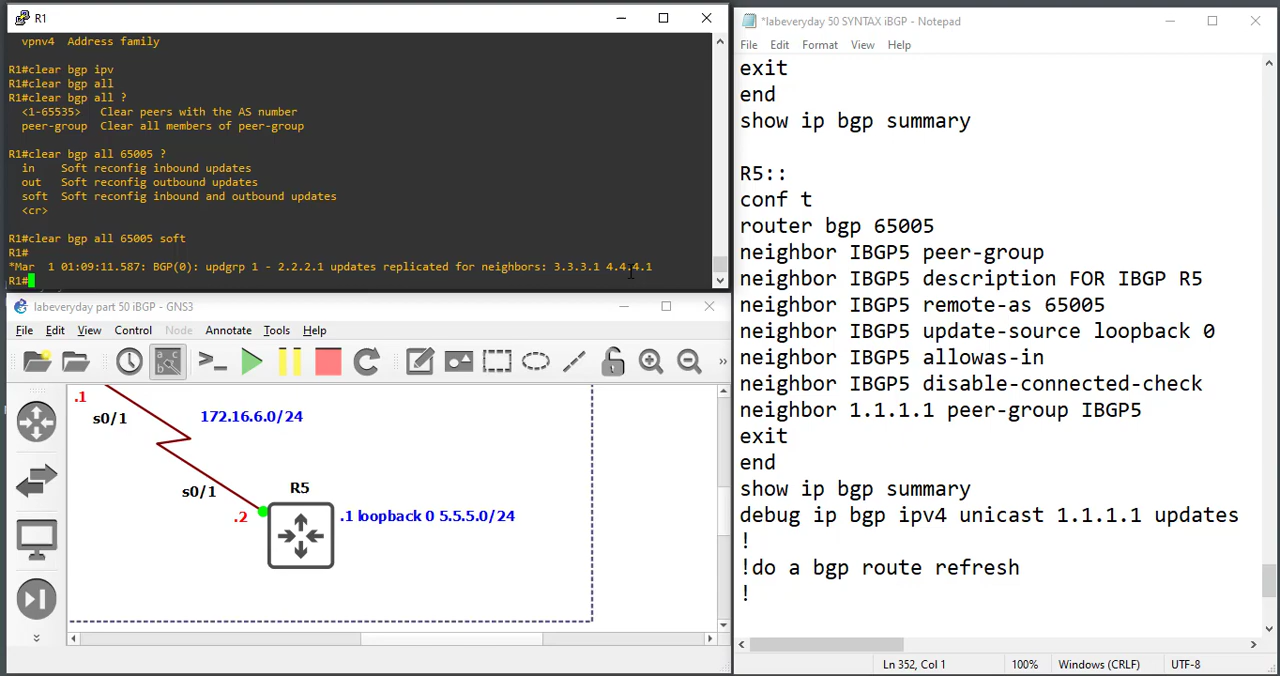 R1
vpnv4  Address family
R1#clear bgp ipv
R1#clear bgp all
R1#clear bgp all ?
<1-65535>  Clear peers with the AS number
peer-group  Clear all members of peer-group
R1#clear bgp all 65005 ?
in    Soft reconfig inbound updates
out   Soft reconfig outbound updates
soft  Soft reconfig inbound and outbound updates
<cr>
R1#clear bgp all 65005 soft
R1#
*Mar  1 01:09:11.587: BGP(0): updgrp 1 - 2.2.2.1 updates replicated for neighbors: 3.3.3.1 4.4.4.1
R1#
labeveryday part 50 iBGP - GNS3
File Edit View Control Node Annotate Tools Help
a b c
»
.1
s0/1
172.16.6.0/24
s0/1
.2
R5
.1 loopback 0 5.5.5.0/24
*labeveryday 50 SYNTAX iBGP - Notepad
File Edit Format View Help
exit
end
show ip bgp summary
R5::
conf t
router bgp 65005
neighbor IBGP5 peer-group
neighbor IBGP5 description FOR IBGP R5
neighbor IBGP5 remote-as 65005
neighbor IBGP5 update-source loopback 0
neighbor IBGP5 allowas-in
neighbor IBGP5 disable-connected-check
neighbor 1.1.1.1 peer-group IBGP5
exit
end
show ip bgp summary
debug ip bgp ipv4 unicast 1.1.1.1 updates
!
!do a bgp route refresh
!
Ln 352, Col 1 100% Windows (CRLF) UTF-8